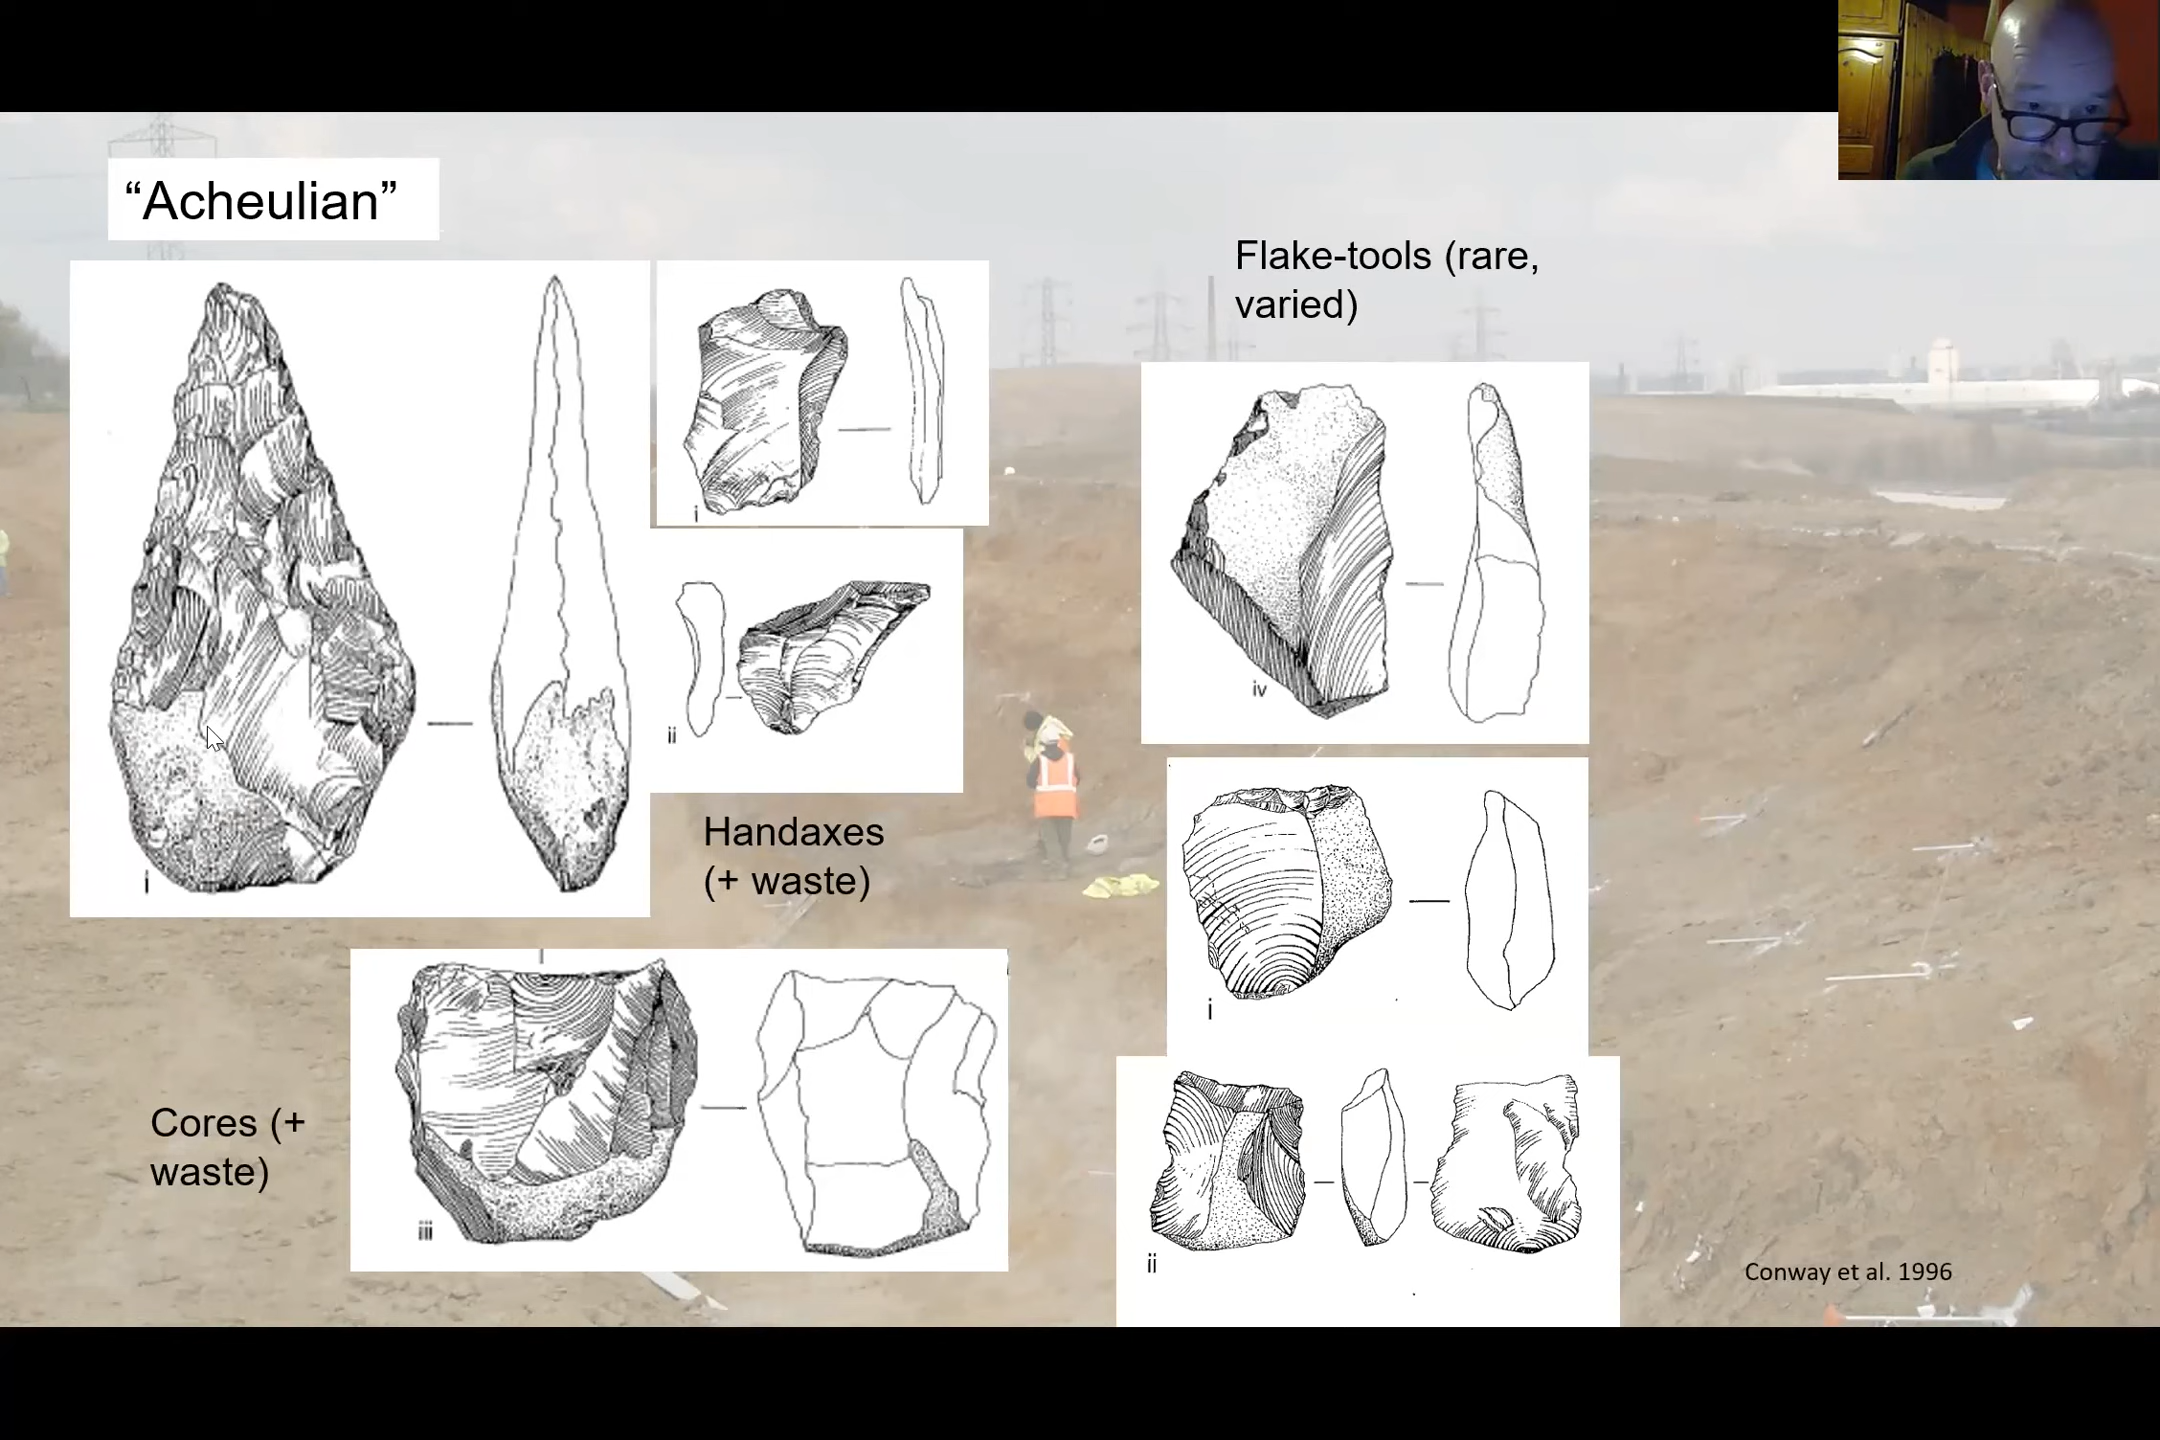 “Acheulian”
Flake-tools (rare,
varied)
i
i
ii
iv
Handaxes
(+ waste)
i
Cores (+
waste)
iii
ii
Conway et al. 1996